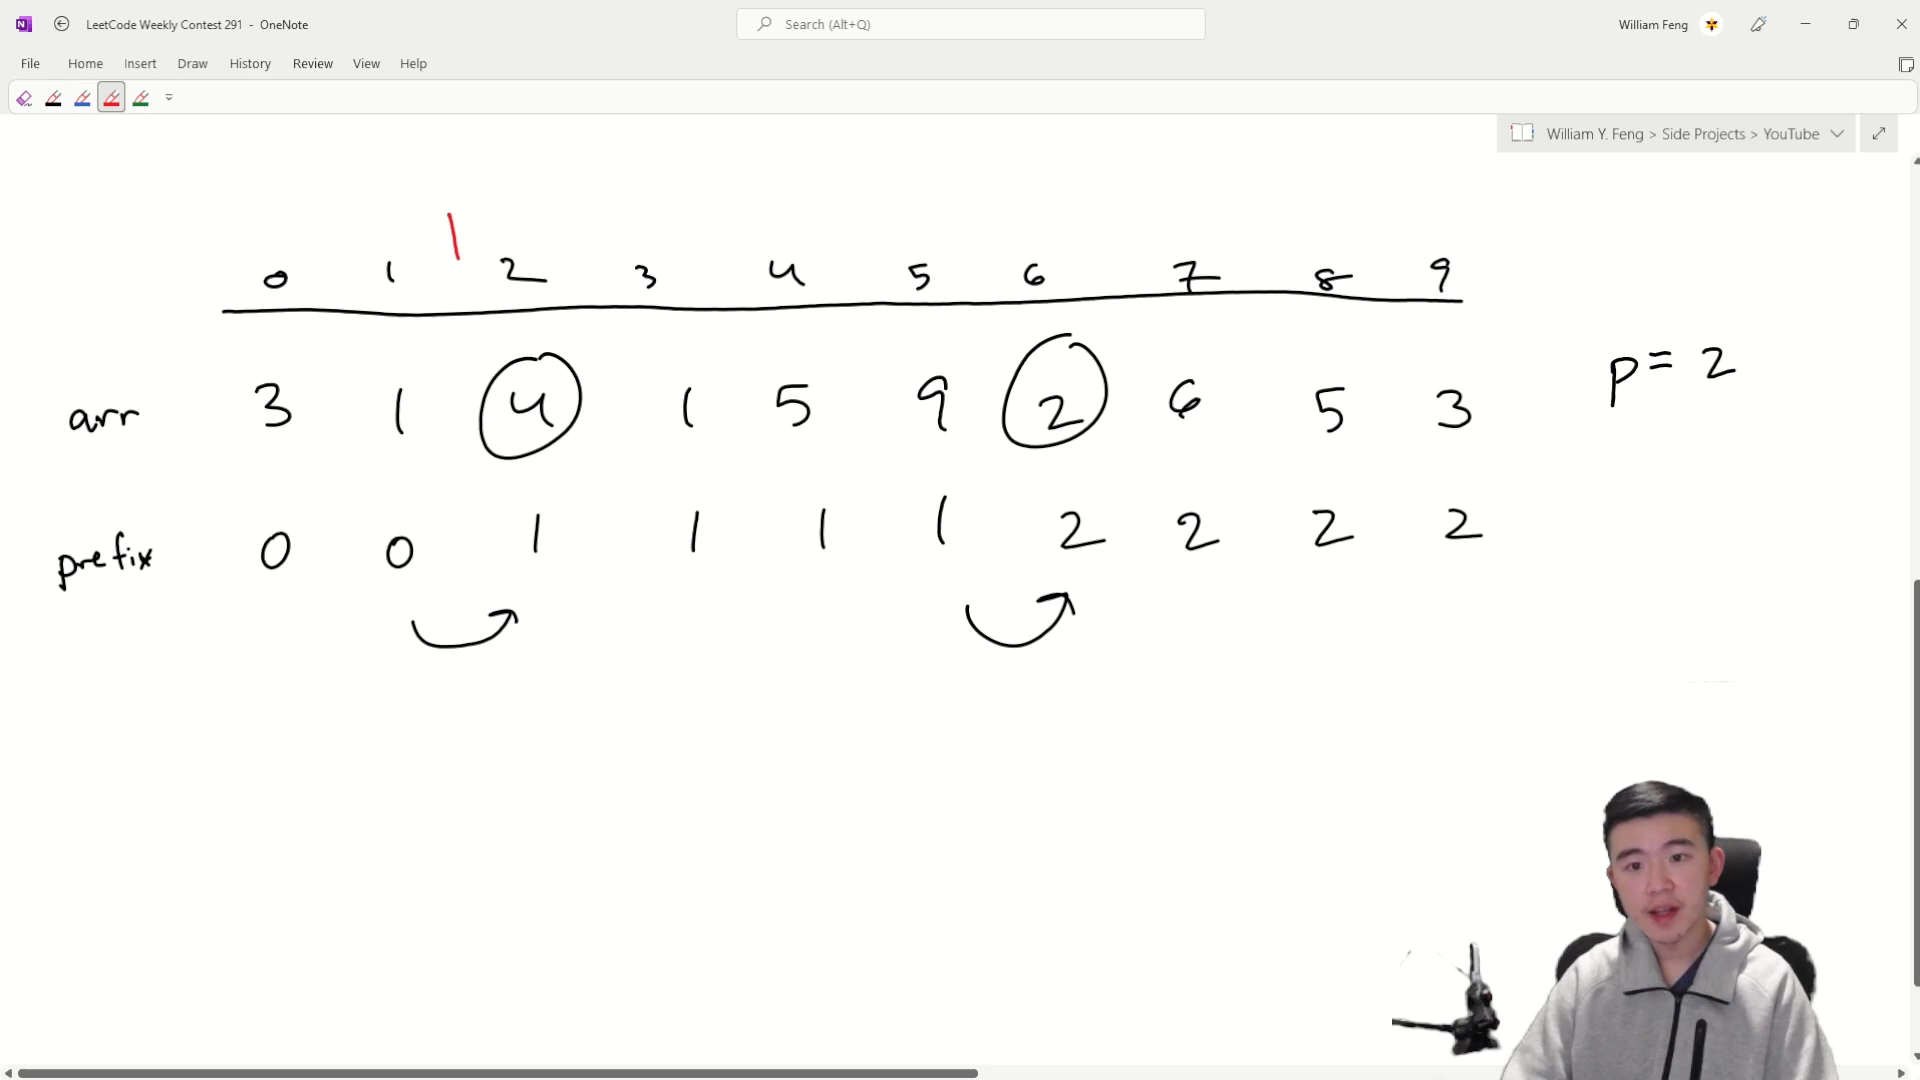 LeetCode Weekly Contest 291 - OneNote
Search (Alt+Q)
William Feng
File Home Insert Draw History Review View Help
William Y. Feng > Side Projects > YouTube
0 1 2 3 4 5 6 7 8 9
arr 3 1 4 1 5 9 2 6 5 3
p = 2
prefix 0 0 1 1 1 1 2 2 2 2